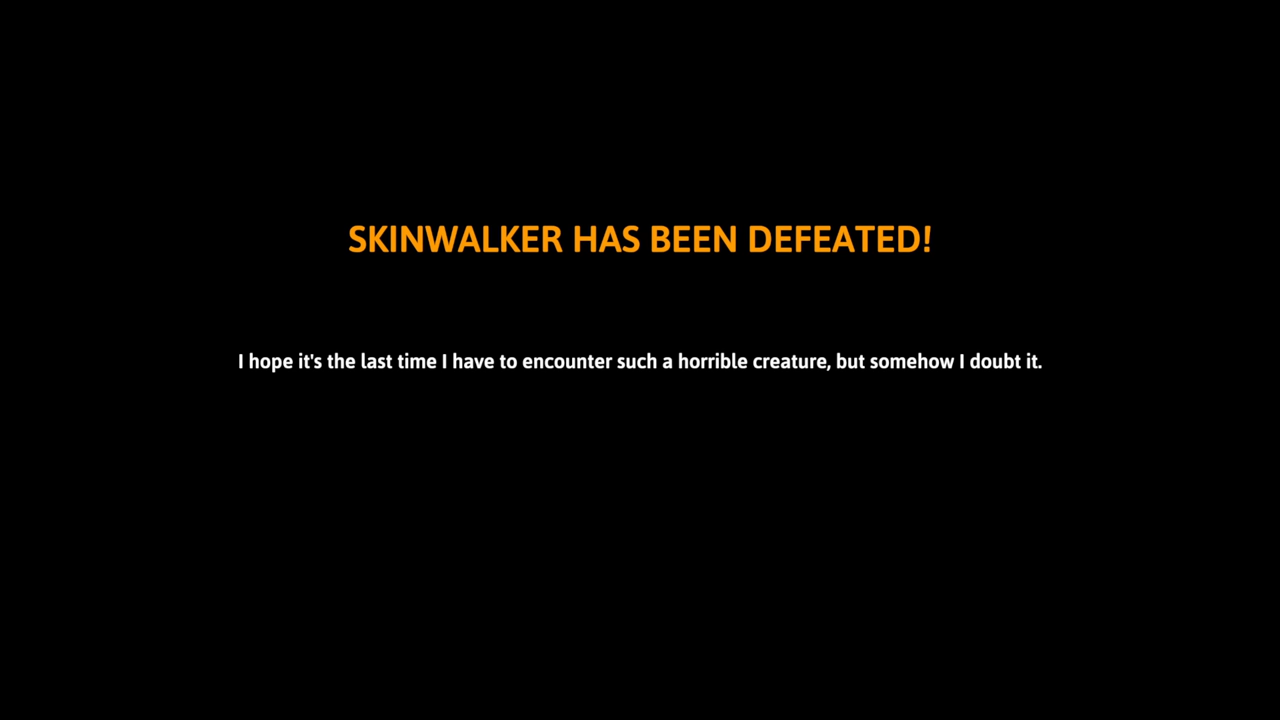 SKINWALKER HAS BEEN DEFEATED!
I hope it's the last time I have to encounter such a horrible creature, but somehow I doubt it.